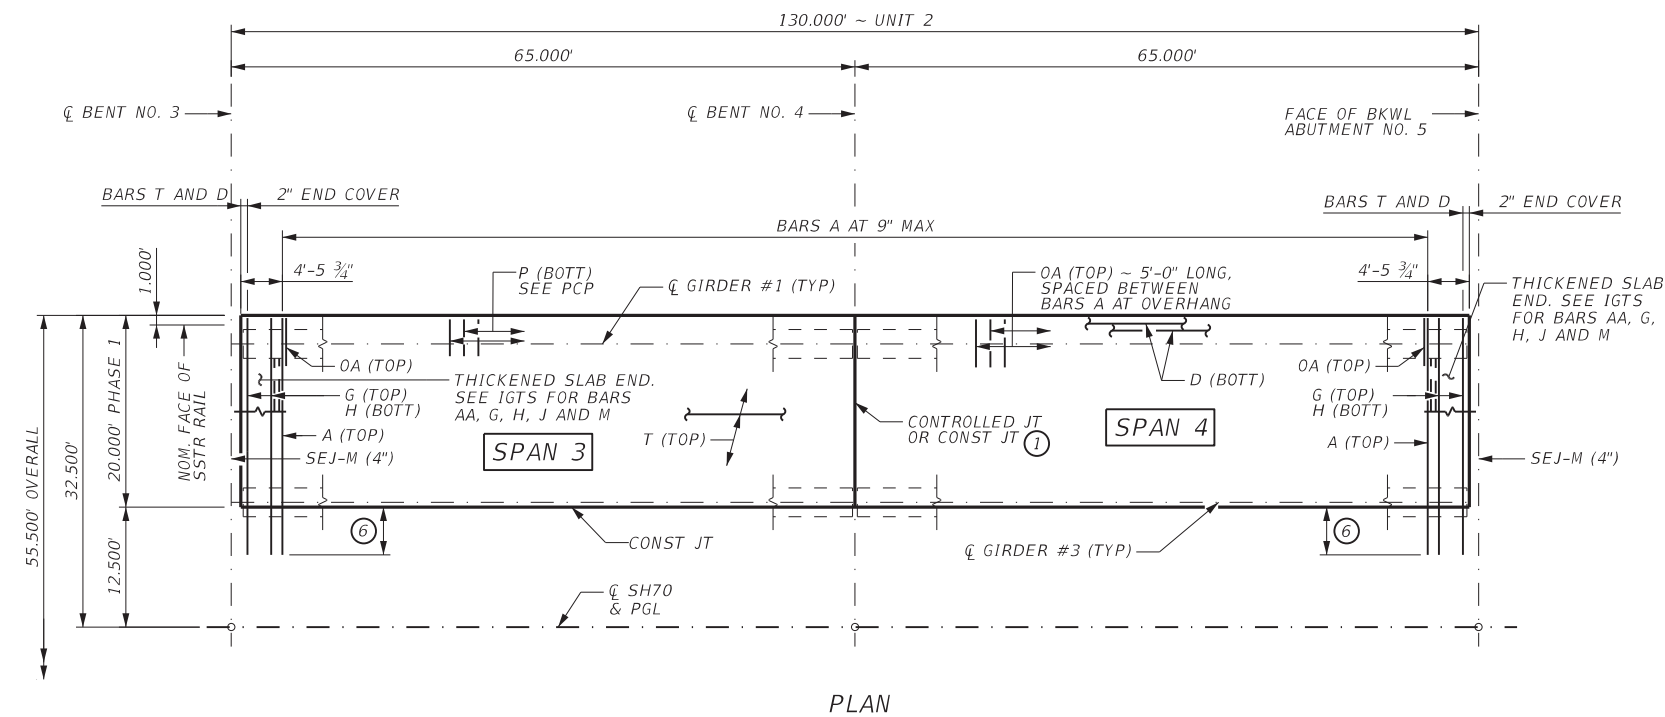 130.000' ~ UNIT 2
65.000'
65.000'
℄ BENT NO. 3
℄ BENT NO. 4
FACE OF BKWL
ABUTMENT NO. 5
BARS T AND D
2" END COVER
BARS T AND D
2" END COVER
BARS A AT 9" MAX
1.000'
4'-5 3/4"
P (BOTT)
SEE PCP
℄ GIRDER #1 (TYP)
OA (TOP) ~ 5'-0" LONG,
SPACED BETWEEN
BARS A AT OVERHANG
4'-5 3/4"
THICKENED SLAB
END. SEE IGTS
FOR BARS AA, G,
H, J AND M
55.500' OVERALL
32.500'
20.000' PHASE 1
12.500'
NOM. FACE OF
SSTR RAIL
OA (TOP)
THICKENED SLAB END.
SEE IGTS FOR BARS
AA, G, H, J AND M
G (TOP)
H (BOTT)
A (TOP)
SEJ-M (4")
SPAN 3
T (TOP)
CONTROLLED JT
OR CONST JT 1
D (BOTT)
SPAN 4
OA (TOP)
G (TOP)
H (BOTT)
A (TOP)
SEJ-M (4")
6
CONST JT
℄ GIRDER #3 (TYP)
6
℄ SH70
& PGL
PLAN